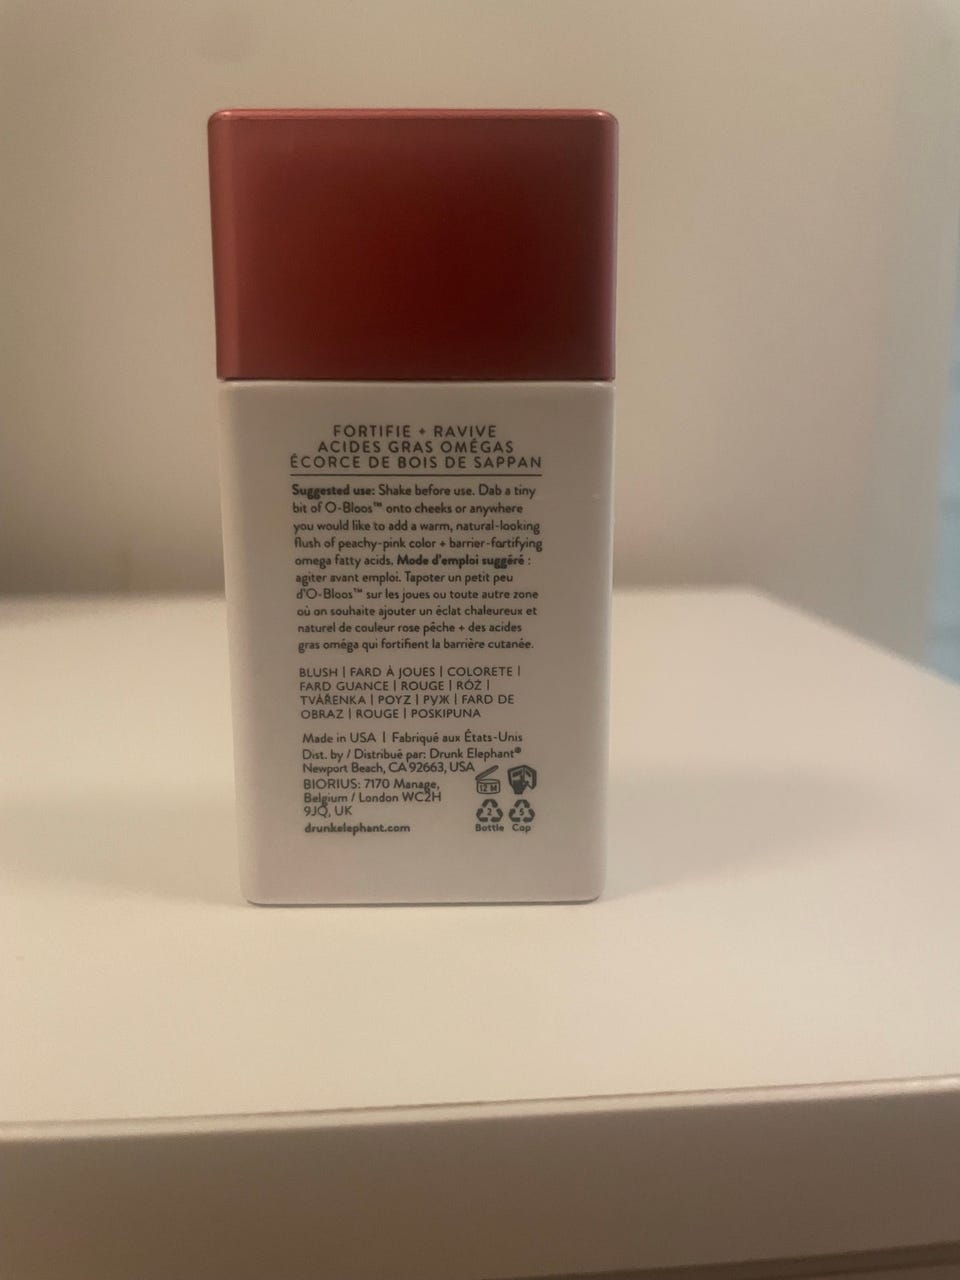 FORTIFIE + RAVIVE
ACIDES GRAS OMÉGAS
ÉCORCE DE BOIS DE SAPPAN
Suggested use: Shake before use. Dab a tiny
bit of O-Bloos™ onto cheeks or anywhere
you would like to add a warm, natural-looking
flush of peachy-pink color + barrier-fortifying
omega fatty acids. Mode d'emploi suggéré :
agiter avant emploi. Tapoter un petit peu
d'O-Bloos™ sur les joues ou toute autre zone
où on souhaite ajouter un éclat chaleureux et
naturel de couleur rose pêche + des acides
gras oméga qui fortifient la barrière cutanée.
BLUSH | FARD À JOUES | COLORETE |
FARD GUANCE | ROUGE | RÓŻ |
TVÁŘENKA | ΡΟΥΖ | РУЖ | FARD DE
OBRAZ | ROUGE | POSKIPUNA
Made in USA | Fabriqué aux États-Unis
Dist. by / Distribué par: Drunk Elephant®
Newport Beach, CA 92663, USA
BIORIUS: 7170 Manage,
Belgium / London WC2H
9JQ, UK
drunkelephant.com
12 M
2 5
Bottle Cap